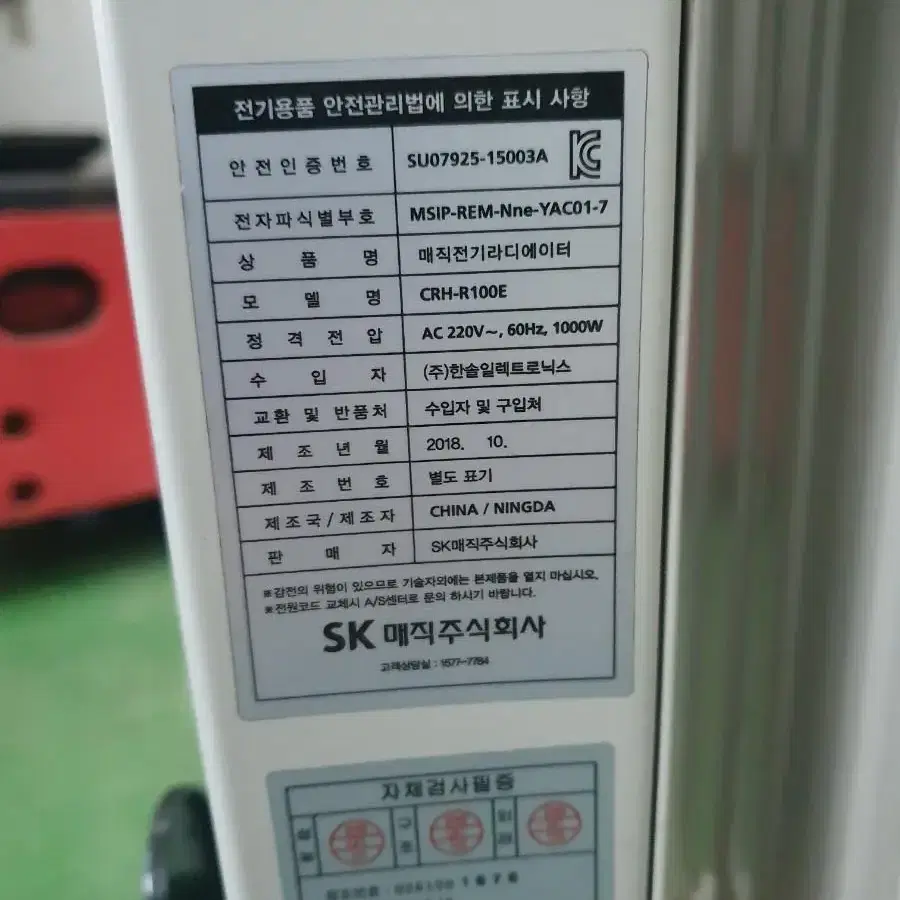 전기용품 안전관리법에 의한 표시 사항
안전인증번호 SU07925-15003A
전자파식별부호 MSiP-REM-Nne-YAC01-7
상품명 매직전기라디에이터
모델명 CRH-R100E
정격전압 AC 220V~, 60Hz, 1000W
수입자 (주)한솔일렉트로닉스
교환 및 반품처 수입자 및 구입처
제조년월 2018. 10.
제조번호 별도 표기
제조국/제조자 CHINA / NINGDA
판매자 SK매직주식회사
※감전의 위험이 있으므로 기술자외에는 본제품을 열지 마십시오.
※전원코드 교체시 A/S센터로 문의 하시기 바랍니다.
SK 매직주식회사
고객상담실 : 1577-7784
자체검사필증
구조
1676